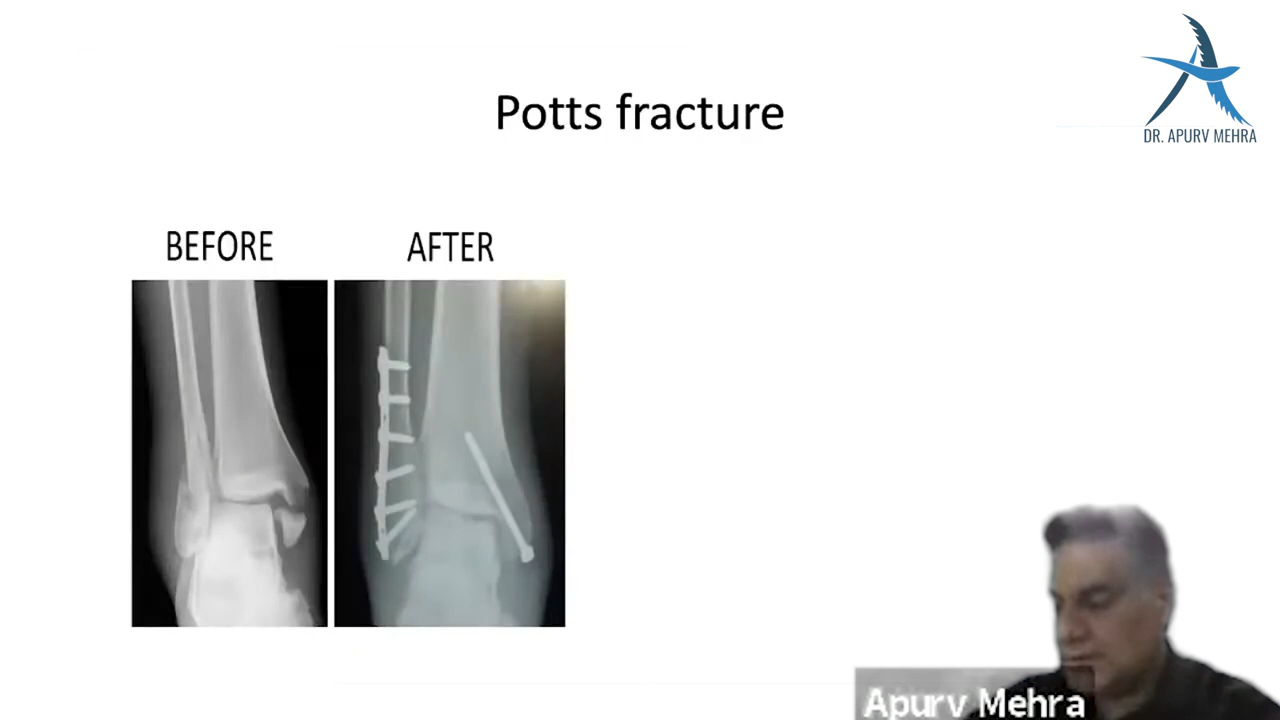 DR. APURV MEHRA
Potts fracture
BEFORE
AFTER
Apurv Mehra